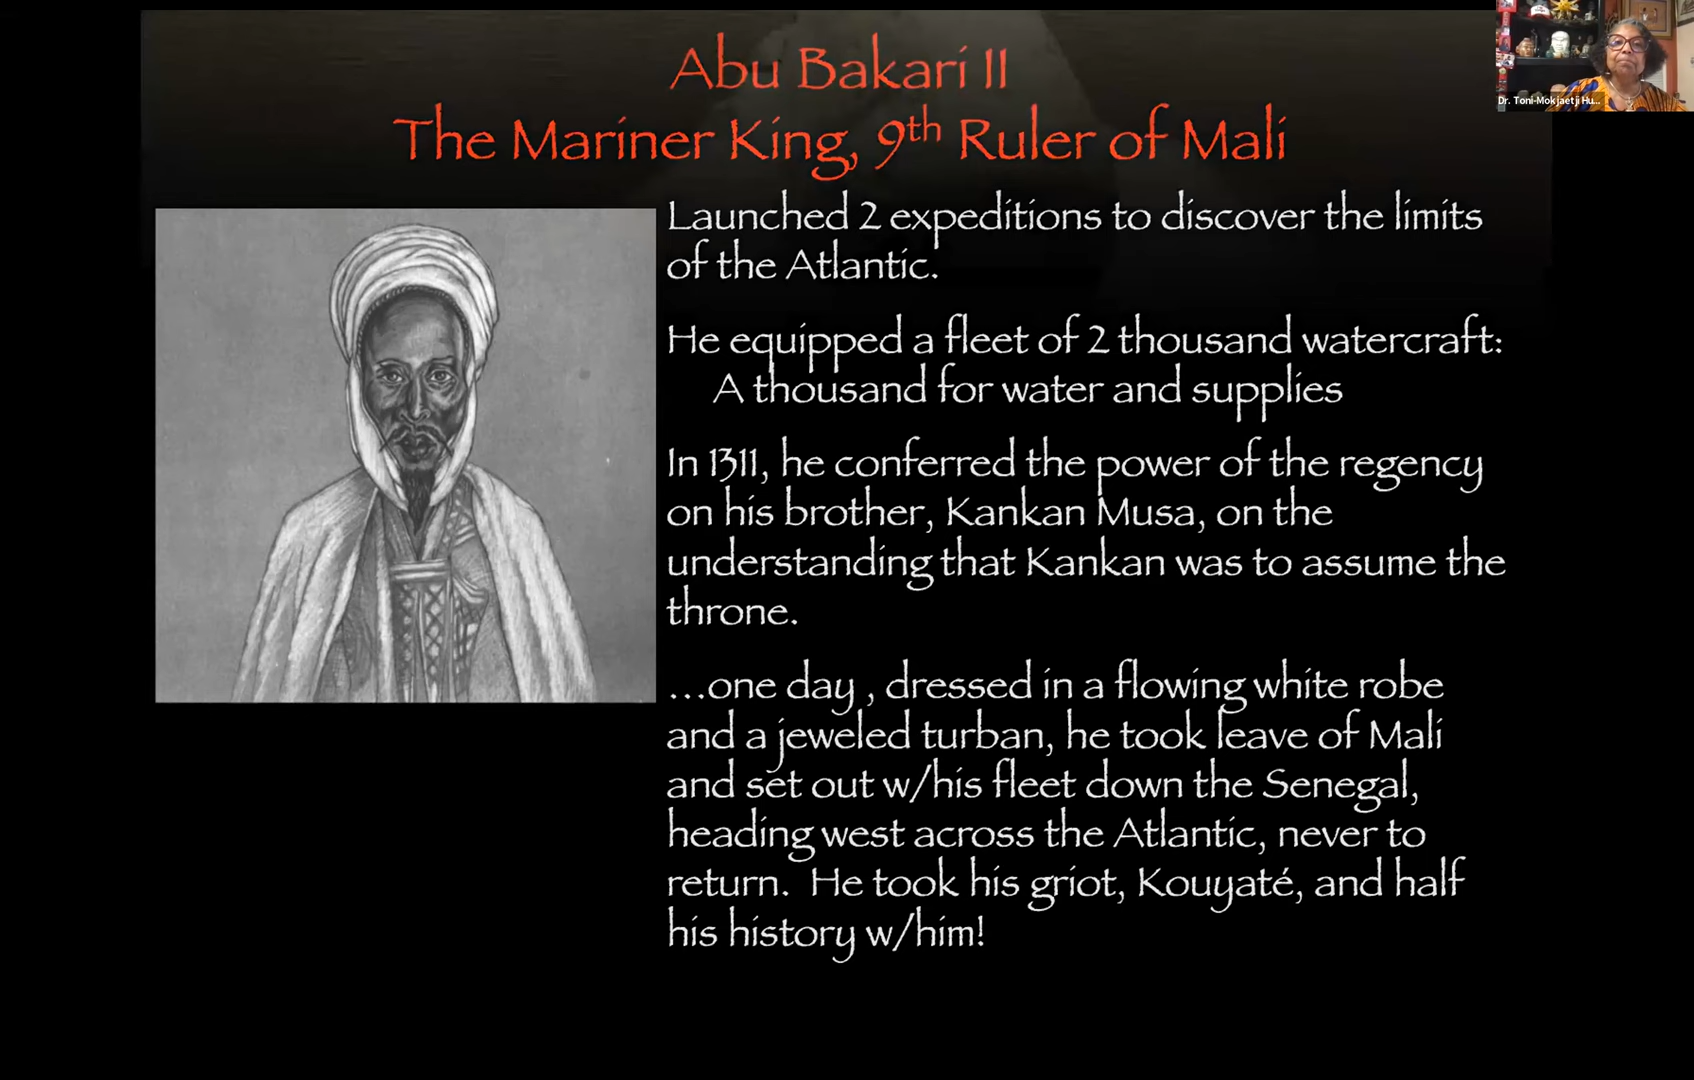 Abu Bakari II
The Mariner King, 9th Ruler of Mali
Dr. Toni-Mokjaetji Hu...
Launched 2 expeditions to discover the limits
of the Atlantic.
He equipped a fleet of 2 thousand watercraft:
A thousand for water and supplies
In 1311, he conferred the power of the regency
on his brother, Kankan Musa, on the
understanding that Kankan was to assume the
throne.
...one day , dressed in a flowing white robe
and a jeweled turban, he took leave of Mali
and set out w/his fleet down the Senegal,
heading west across the Atlantic, never to
return. He took his griot, Kouyaté, and half
his history w/him!